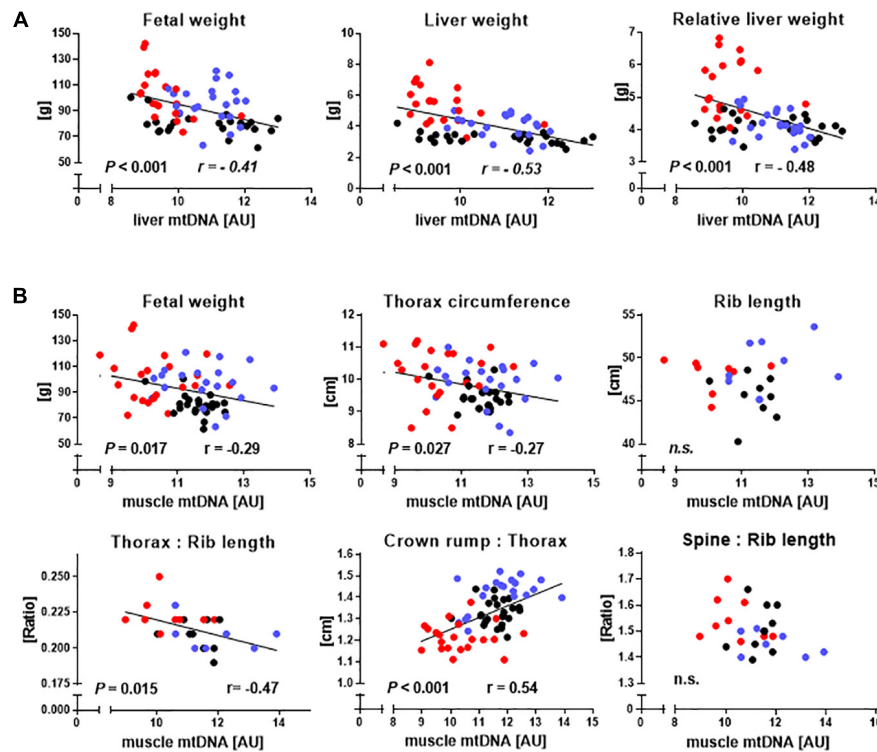 A
Fetal weight
[g]
150
130
110
90
70
50
0
P < 0.001 r = - 0.41
0 8 10 12 14
liver mtDNA [AU]
Liver weight
[g]
10
8
6
4
2
0
P < 0.001 r = - 0.53
0 10 12
liver mtDNA [AU]
Relative liver weight
[g]
7
6
5
4
3
0
P < 0.001 r = - 0.48
0 8 10 12 14
liver mtDNA [AU]
B
Fetal weight
[g]
150
130
110
90
70
50
0
P = 0.017 r = -0.29
0 9 11 13 15
muscle mtDNA [AU]
Thorax circumference
[cm]
12
11
10
9
8
0
P = 0.027 r = -0.27
0 9 11 13 15
muscle mtDNA [AU]
Rib length
[cm]
55
50
45
40
0
n.s.
0 9 11 13 15
muscle mtDNA [AU]
Thorax : Rib length
[Ratio]
0.250
0.225
0.200
0.175
0.000
P = 0.015 r= -0.47
0 10 12 14
muscle mtDNA [AU]
Crown rump : Thorax
[cm]
1.6
1.5
1.4
1.3
1.2
1.1
1.0
0
P < 0.001 r = 0.54
0 9 10 11 12 13 14 15
muscle mtDNA [AU]
Spine : Rib length
[Ratio]
1.8
1.7
1.6
1.5
1.4
1.3
0
n.s.
0 8 10 12 14 16
muscle mtDNA [AU]